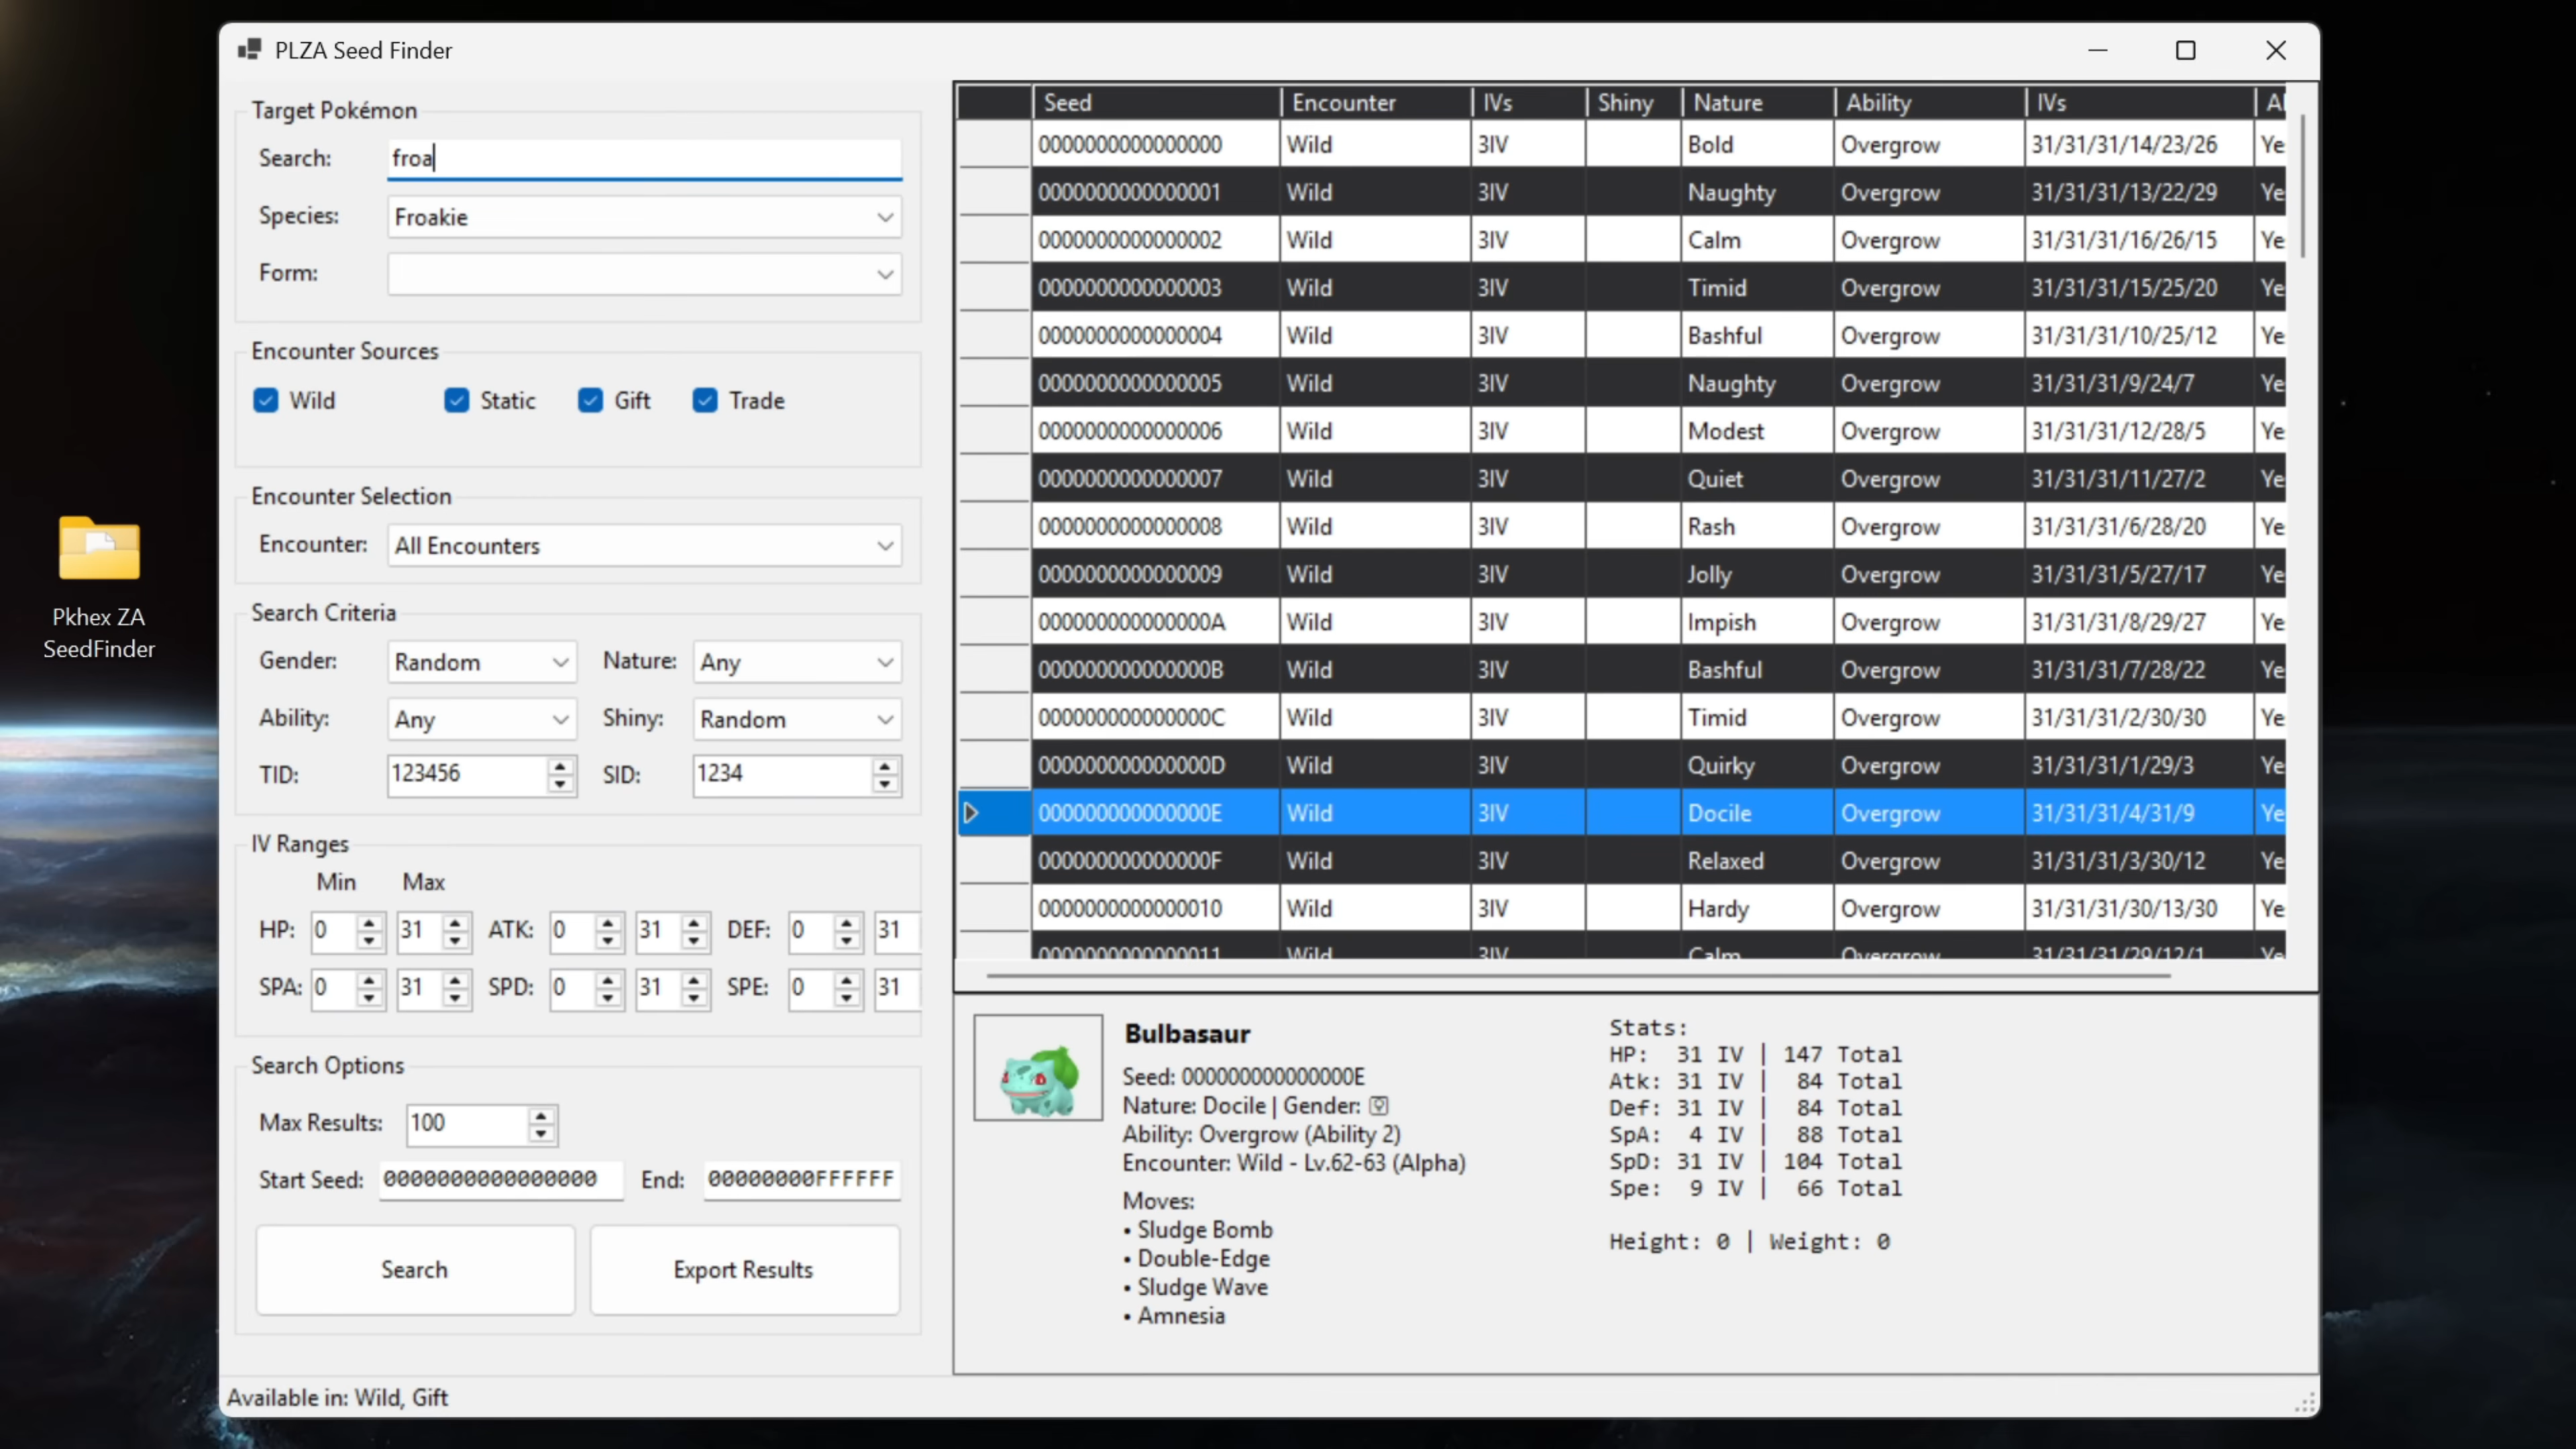 PLZA Seed Finder
Target Pokémon
Search: froa
Species: Froakie
Form:
Encounter Sources
Wild Static Gift Trade
Encounter Selection
Encounter: All Encounters
Search Criteria
Gender: Random Nature: Any
Ability: Any Shiny: Random
TID: 123456 SID: 1234
IV Ranges
Min Max
HP: 0 31 ATK: 0 31 DEF: 0 31
SPA: 0 31 SPD: 0 31 SPE: 0 31
Search Options
Max Results: 100
Start Seed: 0000000000000000 End: 00000000FFFFFF
Search Export Results
Available in: Wild, Gift
Pkhex ZA
SeedFinder
Seed Encounter IVs Shiny Nature Ability IVs Al
0000000000000000 Wild 3IV Bold Overgrow 31/31/31/14/23/26 Ye
0000000000000001 Wild 3IV Naughty Overgrow 31/31/31/13/22/29 Ye
0000000000000002 Wild 3IV Calm Overgrow 31/31/31/16/26/15 Ye
0000000000000003 Wild 3IV Timid Overgrow 31/31/31/15/25/20 Ye
0000000000000004 Wild 3IV Bashful Overgrow 31/31/31/10/25/12 Ye
0000000000000005 Wild 3IV Naughty Overgrow 31/31/31/9/24/7 Ye
0000000000000006 Wild 3IV Modest Overgrow 31/31/31/12/28/5 Ye
0000000000000007 Wild 3IV Quiet Overgrow 31/31/31/11/27/2 Ye
0000000000000008 Wild 3IV Rash Overgrow 31/31/31/6/28/20 Ye
0000000000000009 Wild 3IV Jolly Overgrow 31/31/31/5/27/17 Ye
000000000000000A Wild 3IV Impish Overgrow 31/31/31/8/29/27 Ye
000000000000000B Wild 3IV Bashful Overgrow 31/31/31/7/28/22 Ye
000000000000000C Wild 3IV Timid Overgrow 31/31/31/2/30/30 Ye
000000000000000D Wild 3IV Quirky Overgrow 31/31/31/1/29/3 Ye
000000000000000E Wild 3IV Docile Overgrow 31/31/31/4/31/9 Ye
000000000000000F Wild 3IV Relaxed Overgrow 31/31/31/3/30/12 Ye
0000000000000010 Wild 3IV Hardy Overgrow 31/31/31/30/13/30 Ye
0000000000000011 Wild 3IV Calm Overgrow 31/31/31/29/12/1 Ye
Bulbasaur
Seed: 000000000000000E
Nature: Docile | Gender:
Ability: Overgrow (Ability 2)
Encounter: Wild - Lv.62-63 (Alpha)
Moves:
• Sludge Bomb
• Double-Edge
• Sludge Wave
• Amnesia
Stats:
HP: 31 IV | 147 Total
Atk: 31 IV | 84 Total
Def: 31 IV | 84 Total
SpA: 4 IV | 88 Total
SpD: 31 IV | 104 Total
Spe: 9 IV | 66 Total
Height: 0 | Weight: 0